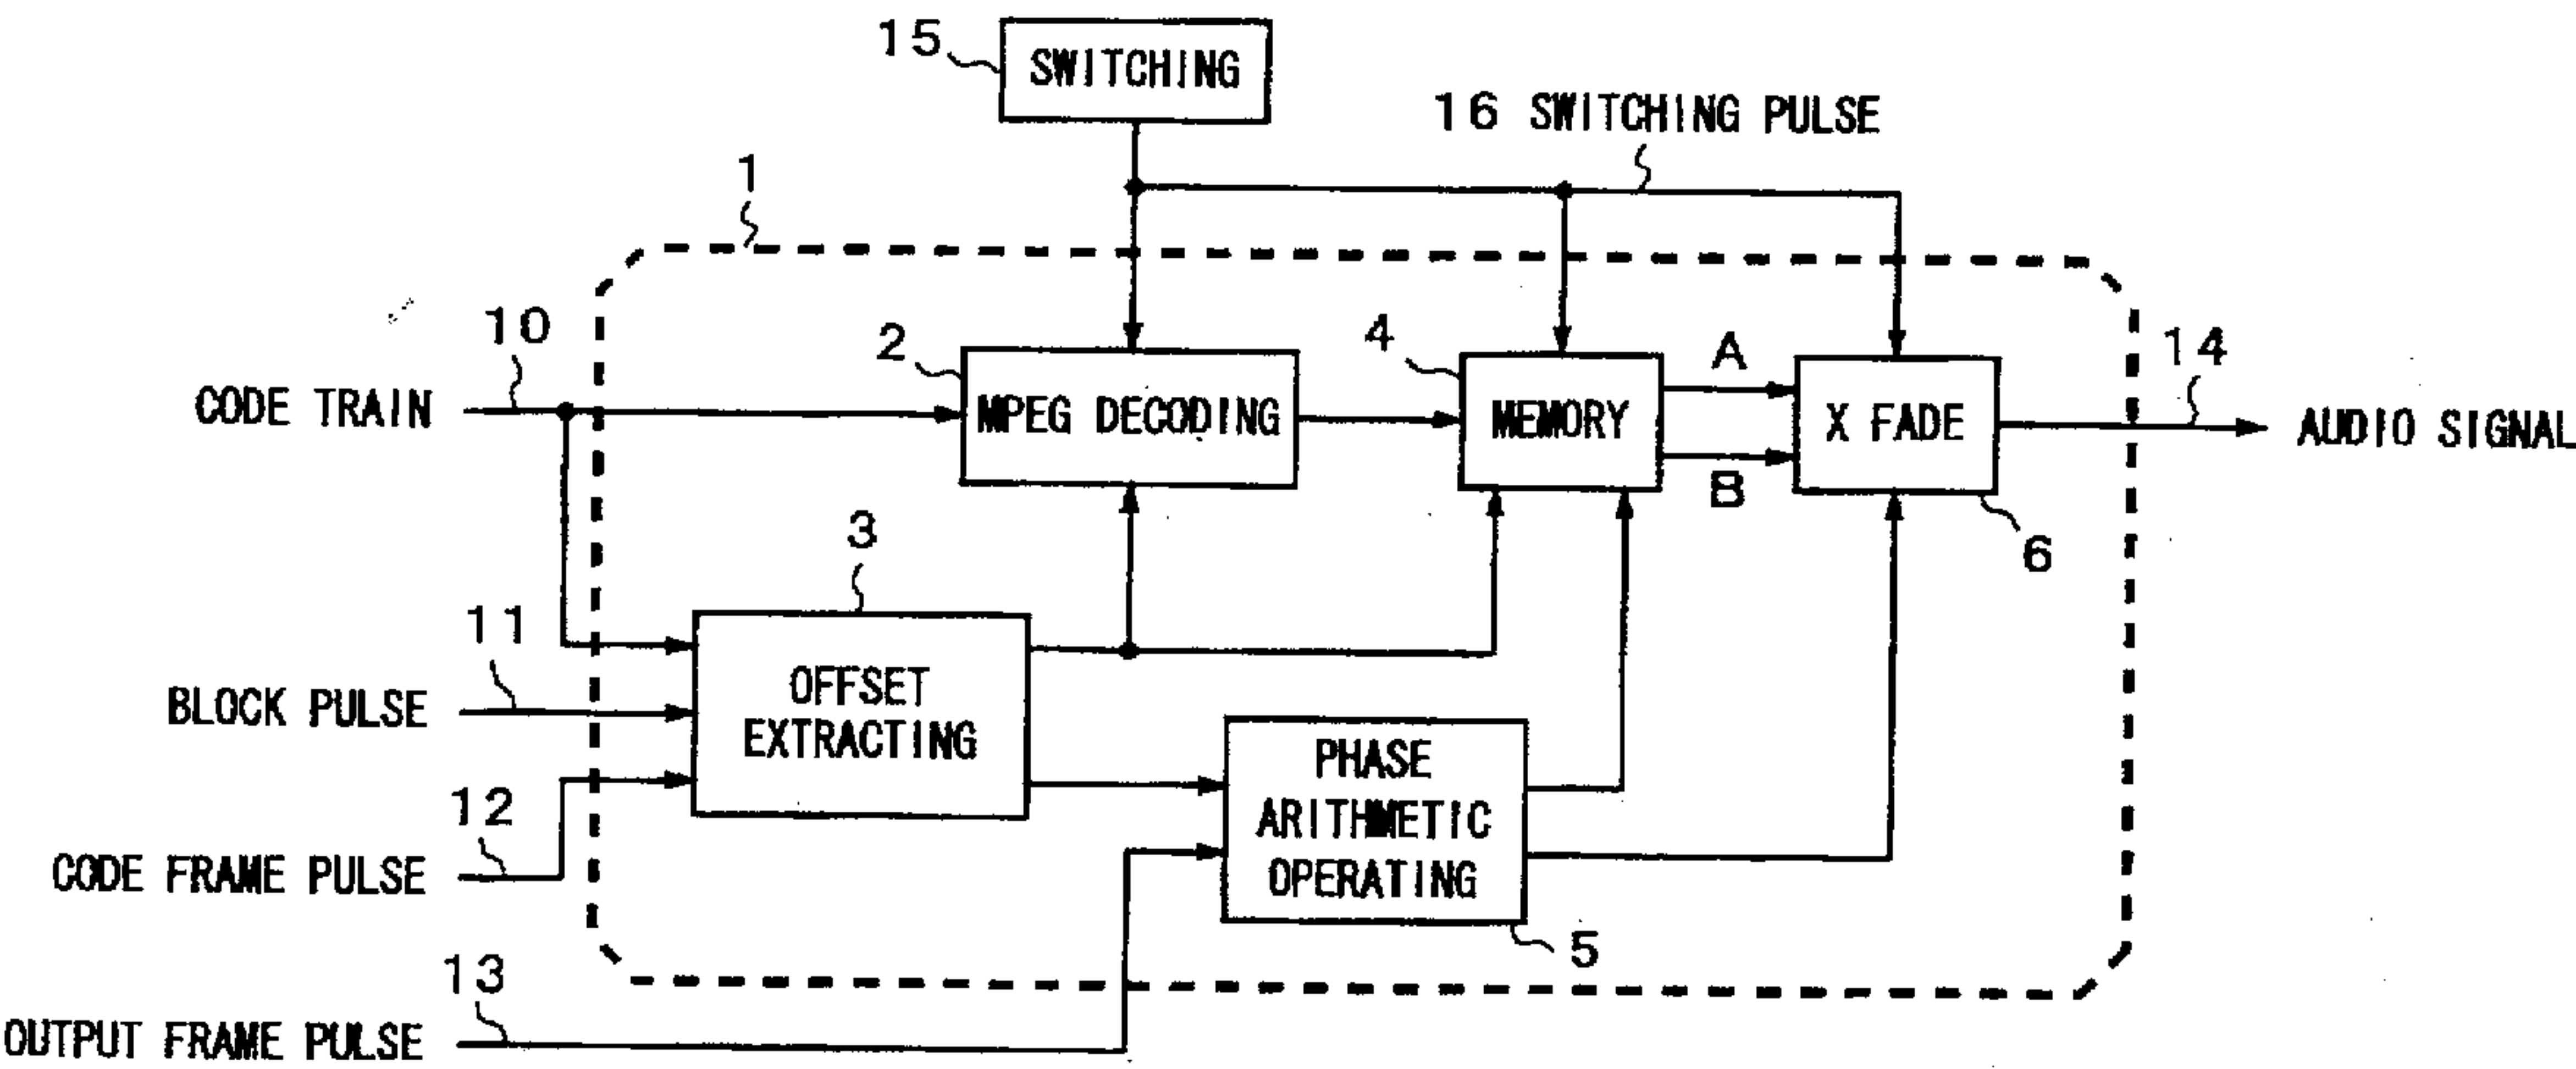 15
SWITCHING
16 SWITCHING PULSE
1
10
CODE TRAIN
2
MPEG DECODING
4
MEMORY
A
B
X FADE
6
14
AUDIO SIGNAL
3
OFFSET
EXTRACTING
11
BLOCK PULSE
12
CODE FRAME PULSE
PHASE
ARITHMETIC
OPERATING
5
13
OUTPUT FRAME PULSE